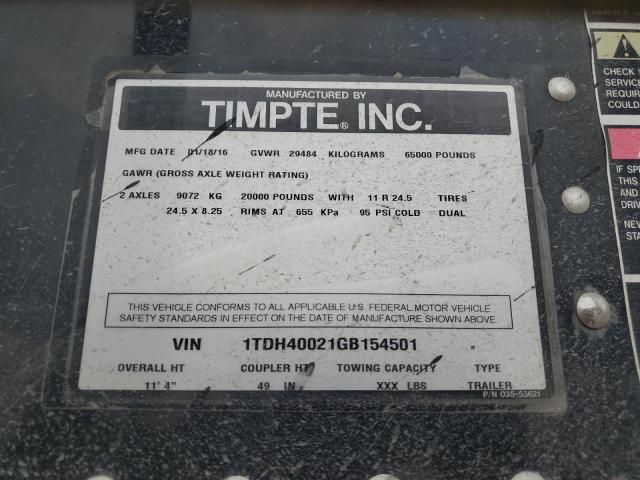 MANUFACTURED BY
TIMPTE® INC.
MFG DATE 01/18/16 GVWR 29484 KILOGRAMS 65000 POUNDS
GAWR (GROSS AXLE WEIGHT RATING)
2 AXLES 9072 KG 20000 POUNDS WITH 11 R 24.5 TIRES
24.5 X 8.25 RIMS AT 655 KPa 95 PSI COLD DUAL
THIS VEHICLE CONFORMS TO ALL APPLICABLE U.S. FEDERAL MOTOR VEHICLE
SAFETY STANDARDS IN EFFECT ON THE DATE OF MANUFACTURE SHOWN ABOVE.
VIN 1TDH40021GB154501
OVERALL HT COUPLER HT TOWING CAPACITY TYPE
11' 4" 49 IN XXX LBS TRAILER
P/N 035-53621
CHECK
SERVICE
REQUIR
COULD
IF SPE
THIS
AND
DRIV
NEV
STA